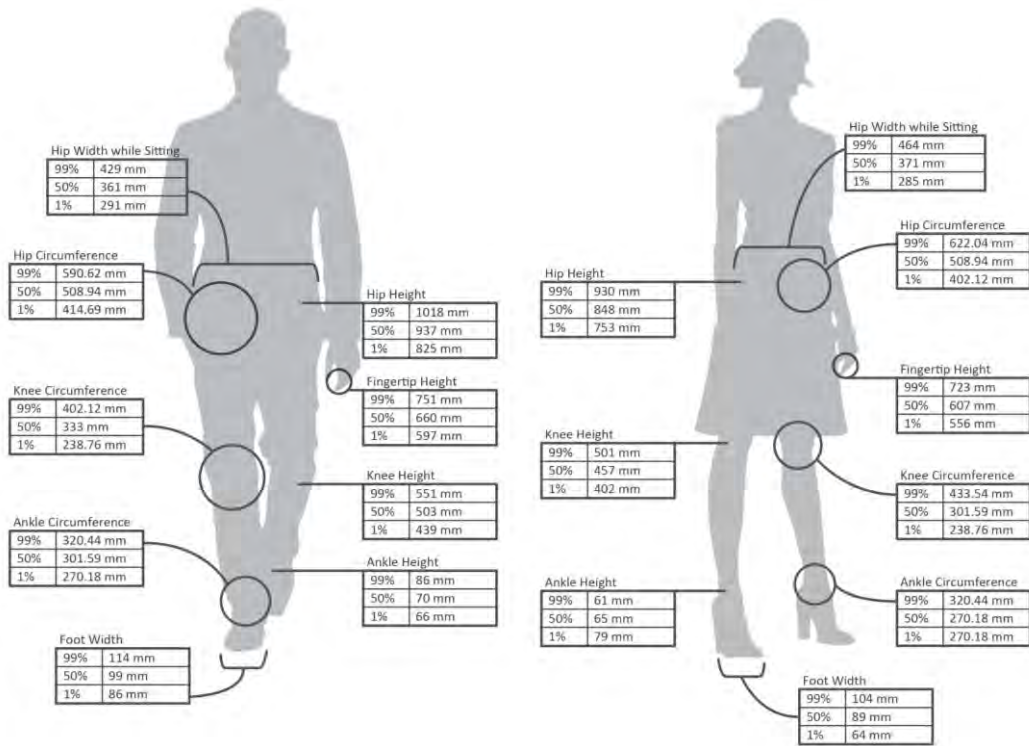 Hip Width while Sitting
99% 429 mm
50% 361 mm
1% 291 mm
Hip Circumference
99% 590.62 mm
50% 508.94 mm
1% 414.69 mm
Hip Height
99% 1018 mm
50% 937 mm
1% 825 mm
Fingertip Height
99% 751 mm
50% 660 mm
1% 597 mm
Knee Circumference
99% 402.12 mm
50% 333 mm
1% 238.76 mm
Knee Height
99% 551 mm
50% 503 mm
1% 439 mm
Ankle Circumference
99% 320.44 mm
50% 301.59 mm
1% 270.18 mm
Ankle Height
99% 86 mm
50% 70 mm
1% 66 mm
Foot Width
99% 114 mm
50% 99 mm
1% 86 mm
Hip Width while Sitting
99% 464 mm
50% 371 mm
1% 285 mm
Hip Circumference
99% 622.04 mm
50% 508.94 mm
1% 402.12 mm
Hip Height
99% 930 mm
50% 848 mm
1% 753 mm
Fingertip Height
99% 723 mm
50% 607 mm
1% 556 mm
Knee Height
99% 501 mm
50% 457 mm
1% 402 mm
Knee Circumference
99% 433.54 mm
50% 301.59 mm
1% 238.76 mm
Ankle Height
99% 61 mm
50% 65 mm
1% 79 mm
Ankle Circumference
99% 320.44 mm
50% 270.18 mm
1% 270.18 mm
Foot Width
99% 104 mm
50% 89 mm
1% 64 mm